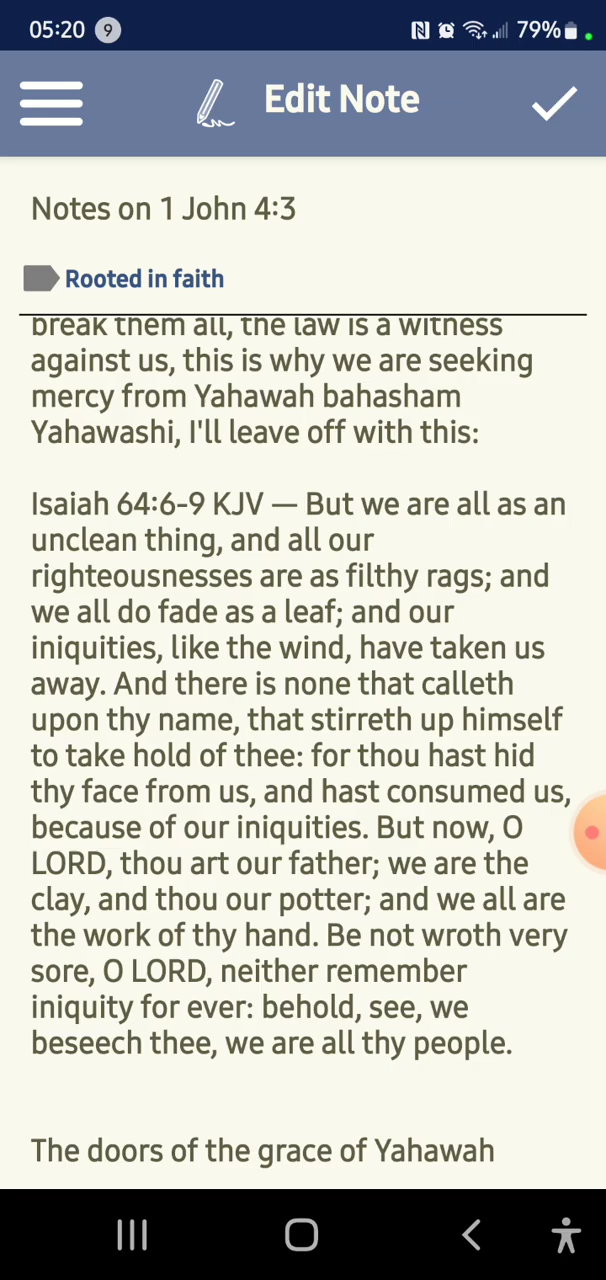 05:20 9 79%
Edit Note
Notes on 1 John 4:3
Rooted in faith
break them all, the law is a witness
against us, this is why we are seeking
mercy from Yahawah bahasham
Yahawashi, I'll leave off with this:
Isaiah 64:6-9 KJV — But we are all as an
unclean thing, and all our
righteousnesses are as filthy rags; and
we all do fade as a leaf; and our
iniquities, like the wind, have taken us
away. And there is none that calleth
upon thy name, that stirreth up himself
to take hold of thee: for thou hast hid
thy face from us, and hast consumed us,
because of our iniquities. But now, O
LORD, thou art our father; we are the
clay, and thou our potter; and we all are
the work of thy hand. Be not wroth very
sore, O LORD, neither remember
iniquity for ever: behold, see, we
beseech thee, we are all thy people.
The doors of the grace of Yahawah